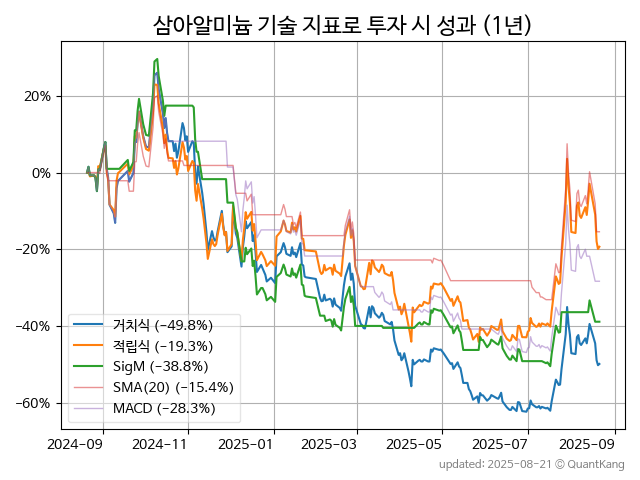 삼아알미늄 기술 지표로 투자 시 성과 (1년)
20%
0%
−20%
−40%
−60%
거치식 (−49.8%)
적립식 (−19.3%)
SigM (−38.8%)
SMA(20) (−15.4%)
MACD (−28.3%)
2024−09 2024−11 2025−01 2025−03 2025−05 2025−07 2025−09
updated: 2025-08-21 © QuantKang